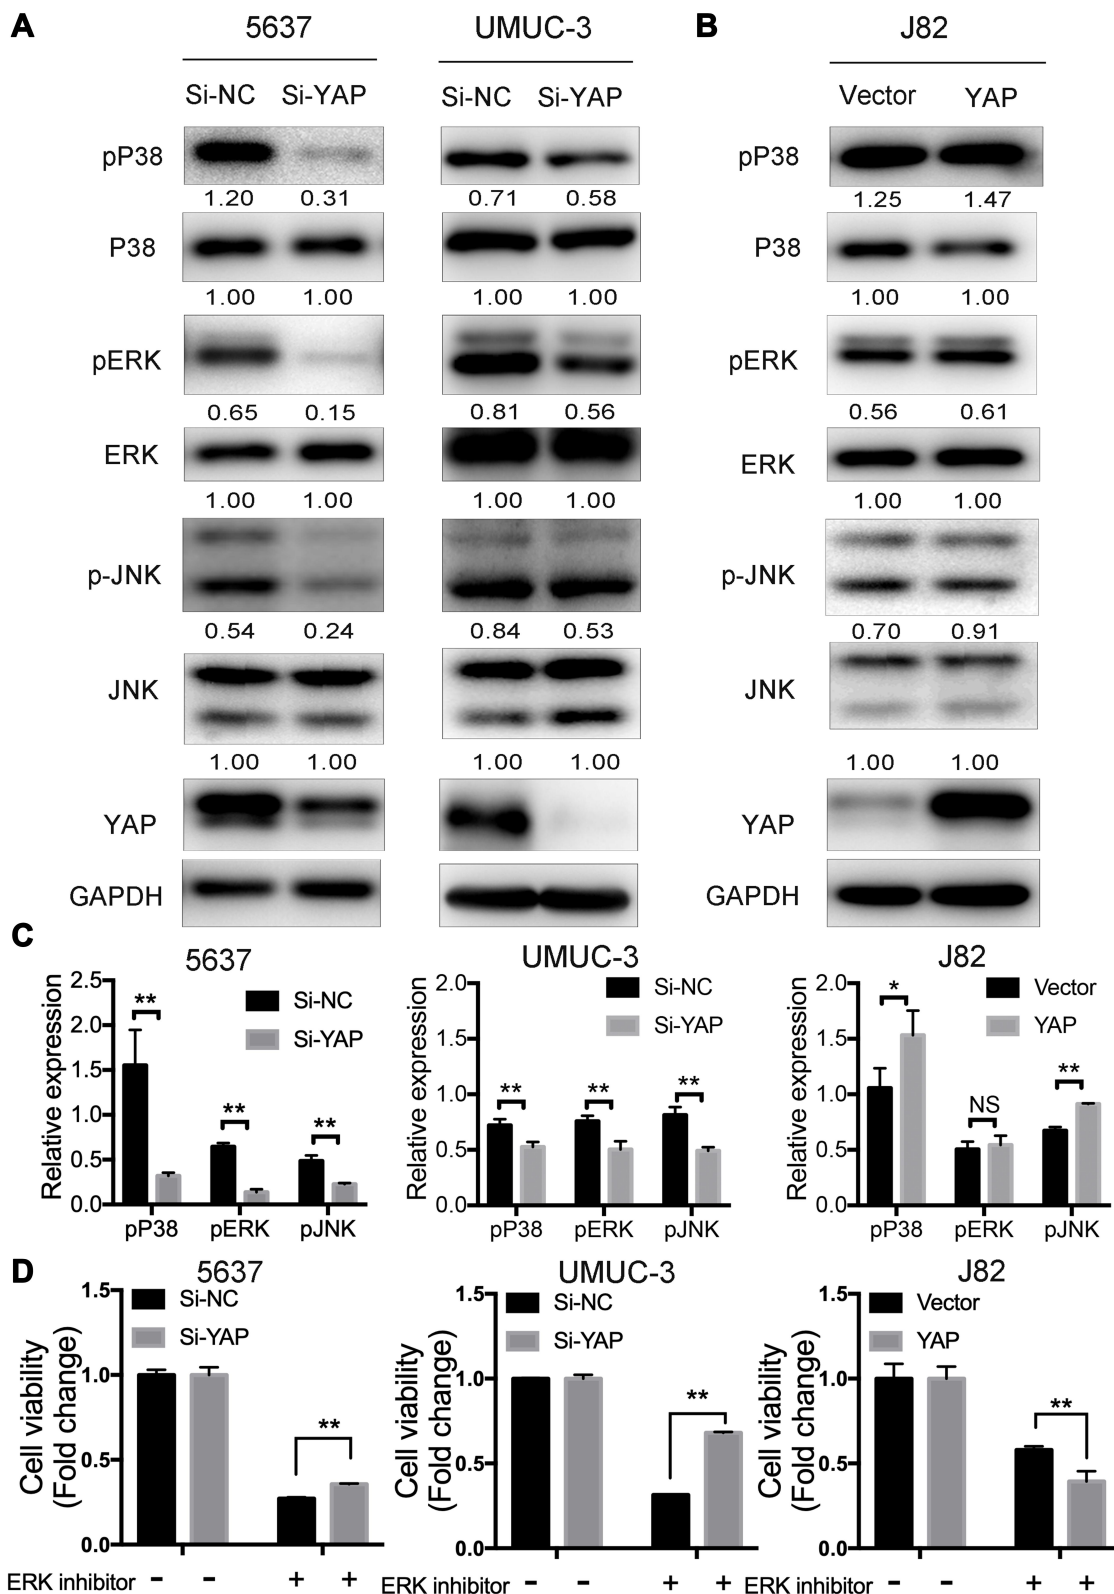 A 5637 UMUC-3 B J82
Si-NC Si-YAP Si-NC Si-YAP Vector YAP
pP38 pP38
1.20 0.31 0.71 0.58 1.25 1.47
P38 P38
1.00 1.00 1.00 1.00 1.00 1.00
pERK pERK
0.65 0.15 0.81 0.56 0.56 0.61
ERK ERK
1.00 1.00 1.00 1.00 1.00 1.00
p-JNK p-JNK
0.54 0.24 0.84 0.53 0.70 0.91
JNK JNK
1.00 1.00 1.00 1.00 1.00 1.00
YAP YAP
GAPDH GAPDH
C
5637
Relative expression
2.5
2.0
1.5
1.0
0.5
0.0
Si-NC
Si-YAP
** ** **
pP38 pERK pJNK
UMUC-3
Relative expression
2.0
1.5
1.0
0.5
0.0
Si-NC
Si-YAP
** ** **
pP38 pERK pJNK
J82
Relative expression
2.0
1.5
1.0
0.5
0.0
Vector
YAP
* NS **
pP38 pERK pJNK
D
5637
Cell viability
(Fold change)
1.5
1.0
0.5
0.0
Si-NC
Si-YAP
**
ERK inhibitor - - + +
UMUC-3
Cell viability
(Fold change)
1.5
1.0
0.5
0.0
Si-NC
Si-YAP
**
ERK inhibitor - - + +
J82
Cell viability
(Fold change)
1.5
1.0
0.5
0.0
Vector
YAP
**
ERK inhibitor - - + +